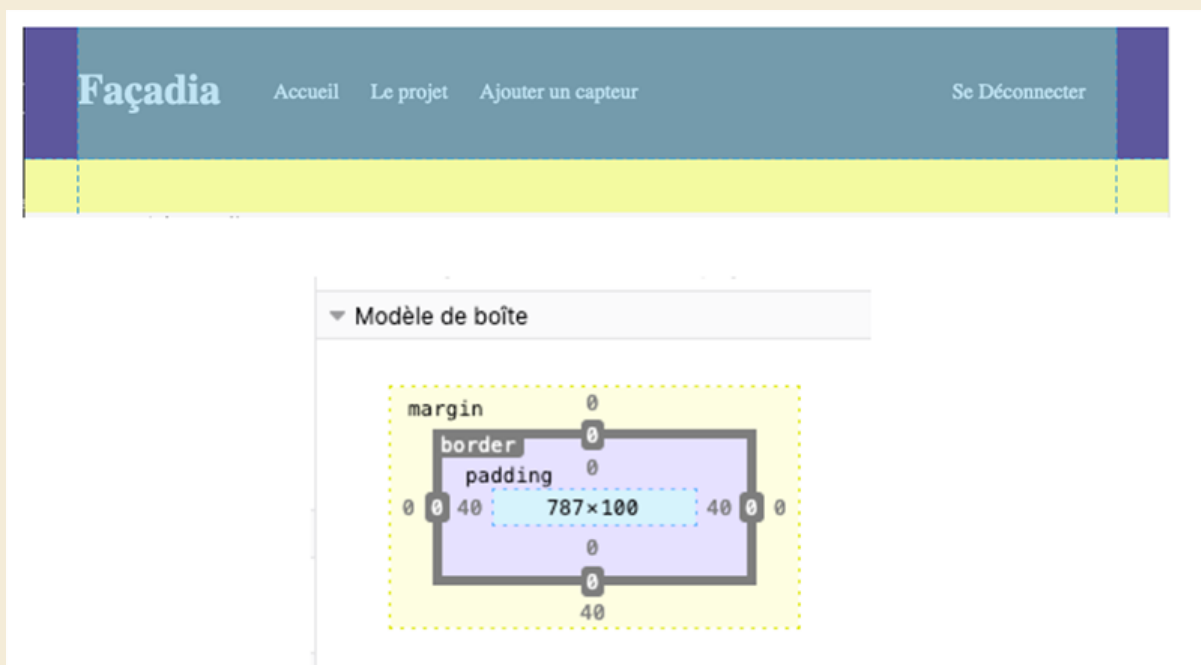 Façadia Accueil Le projet Ajouter un capteur Se Déconnecter
Modèle de boîte
margin 0
border 0
padding 0
0 0 40 787×100 40 0 0
0
0
40